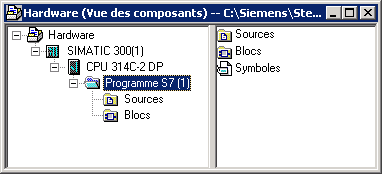 Hardware (Vue des composants) -- C:\Siemens\Ste...
Hardware
SIMATIC 300(1)
CPU 314C-2 DP
Programme S7 (1)
Sources
Blocs
Sources
Blocs
Symboles